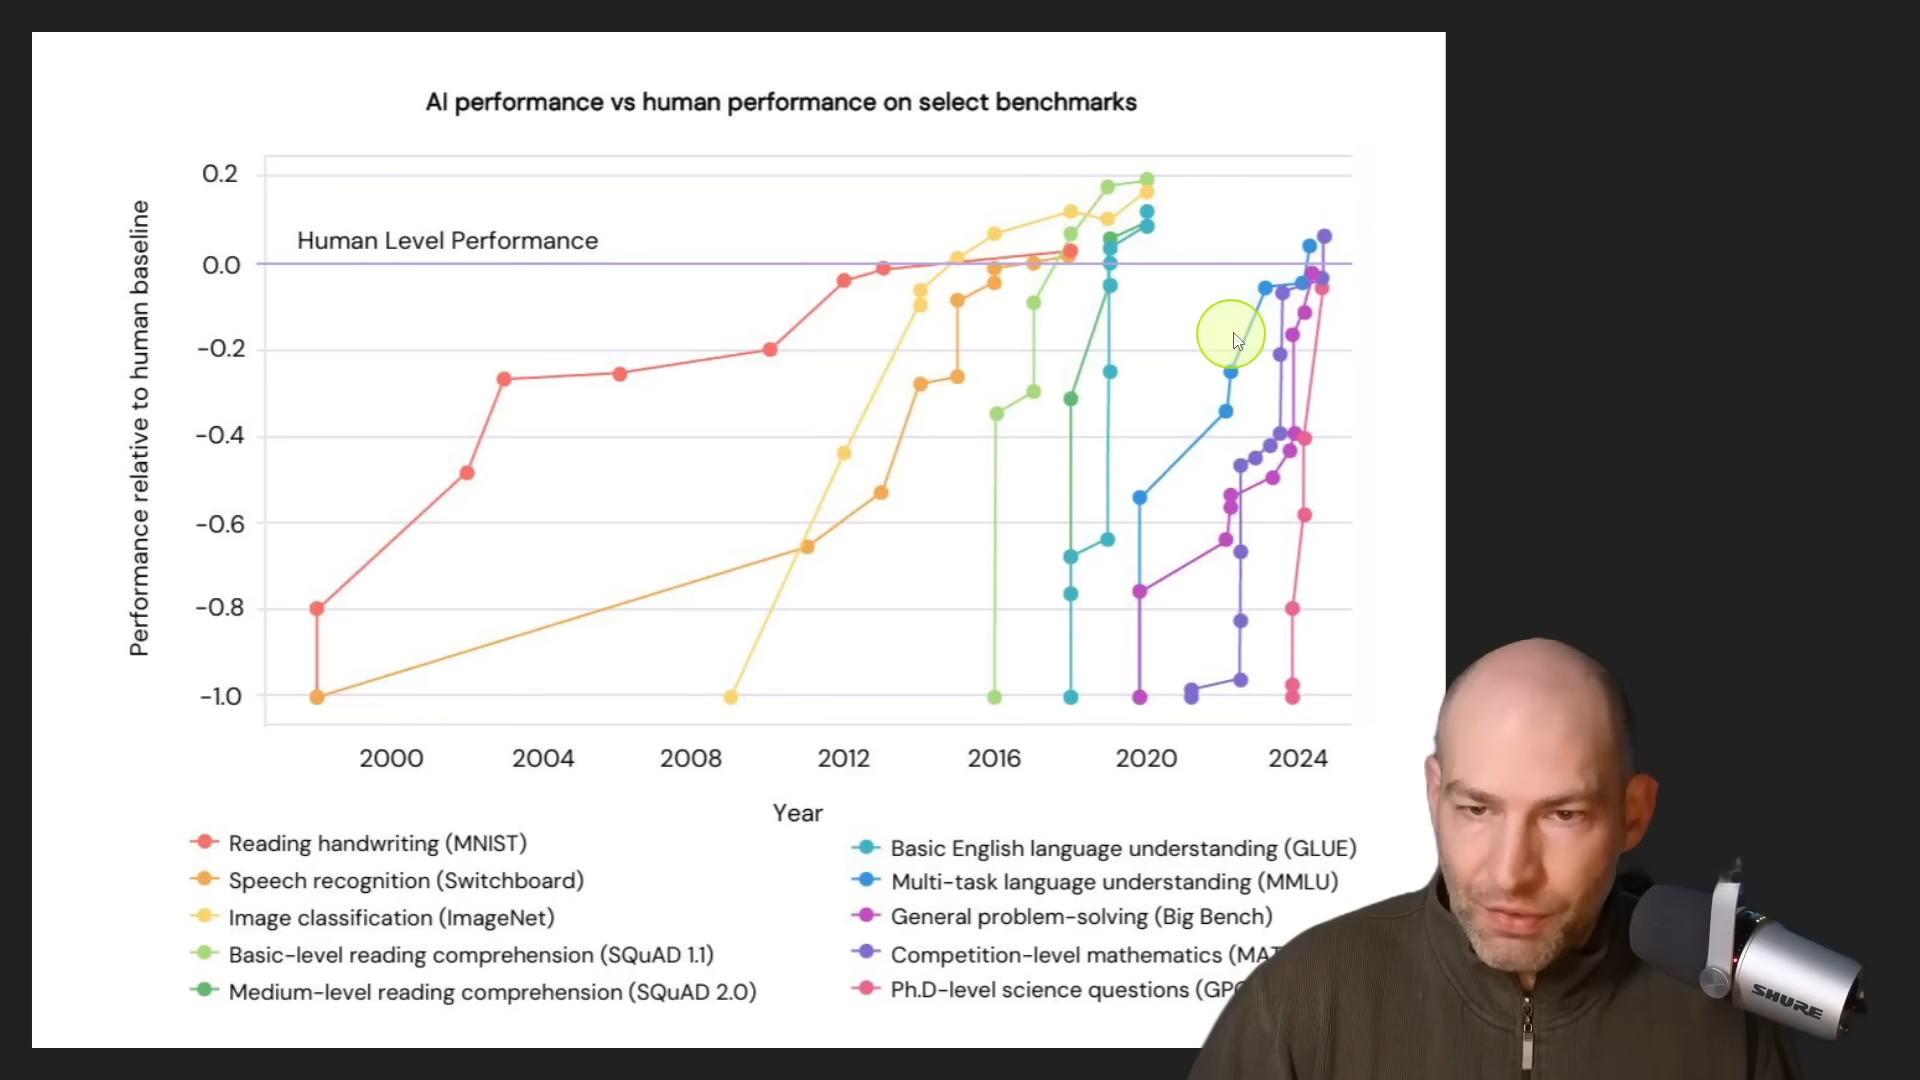 AI performance vs human performance on select benchmarks
Performance relative to human baseline
0.2
Human Level Performance
0.0
-0.2
-0.4
-0.6
-0.8
-1.0
2000 2004 2008 2012 2016 2020 2024
Year
Reading handwriting (MNIST)
Speech recognition (Switchboard)
Image classification (ImageNet)
Basic-level reading comprehension (SQuAD 1.1)
Medium-level reading comprehension (SQuAD 2.0)
Basic English language understanding (GLUE)
Multi-task language understanding (MMLU)
General problem-solving (Big Bench)
Competition-level mathematics (MA
Ph.D-level science questions (GP
SHURE